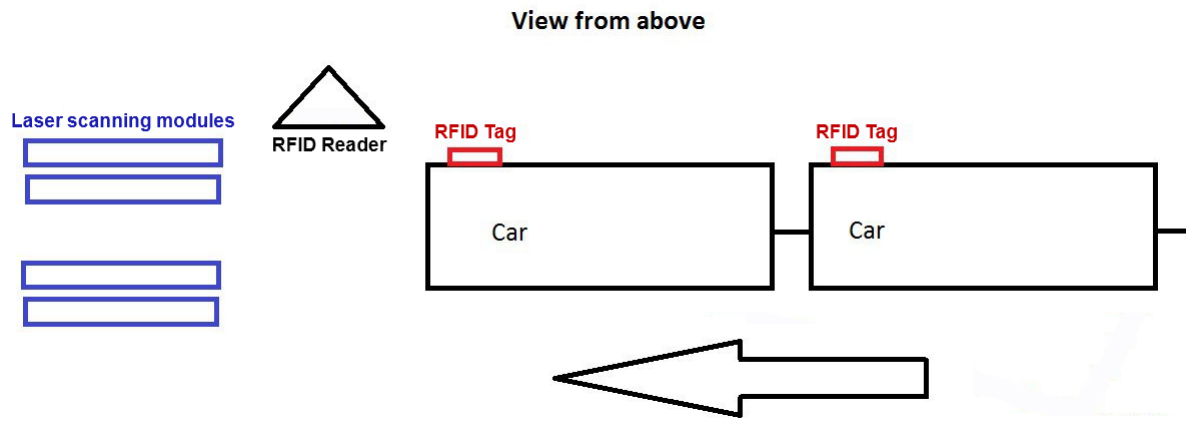 View from above
Laser scanning modules
RFID Reader
RFID Tag
RFID Tag
Car
Car